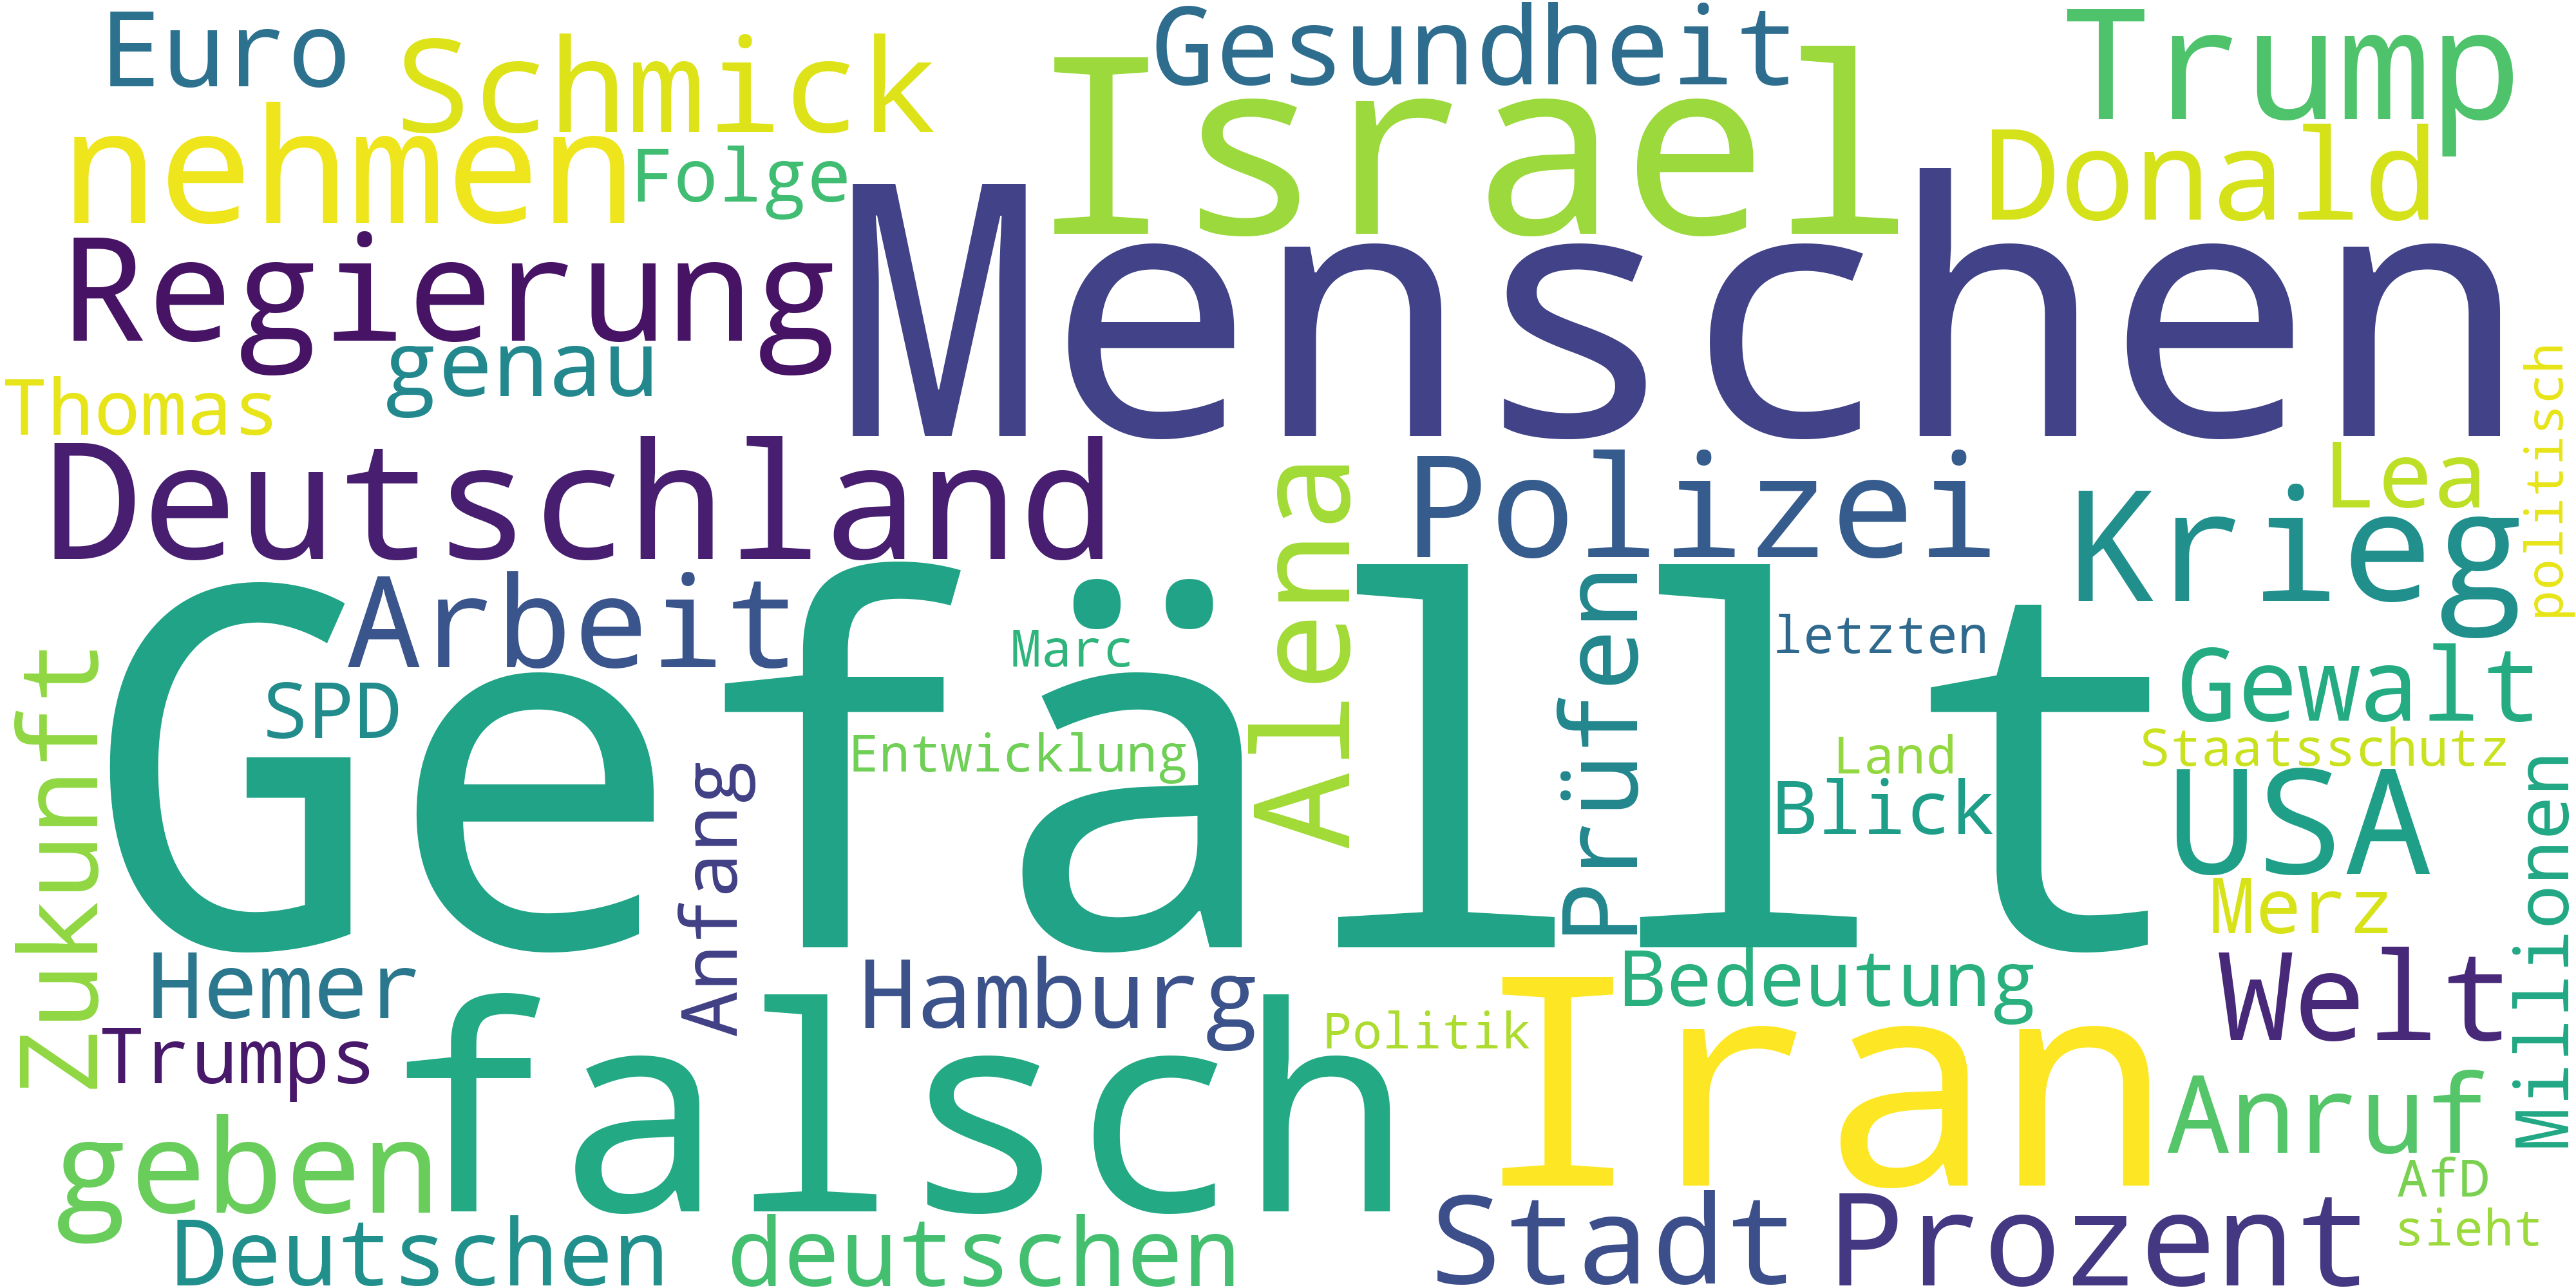 Euro
Schmick
Gesundheit
Trump
nehmen
Folge
Israel
Donald
Regierung
Menschen
genau
Thomas
politisch
Deutschland
Alena
Polizei
Lea
Krieg
Arbeit
Gefällt
Marc
Prüfen
letzten
Zukunft
SPD
Gewalt
Entwicklung
Land
Staatsschutz
Anfang
Blick
USA
Millionen
Merz
Hemer
Hamburg
Bedeutung
Welt
Trumps
falsch
Politik
Iran
Anruf
geben
AfD
Deutschen
deutschen
Stadt
Prozent
sieht